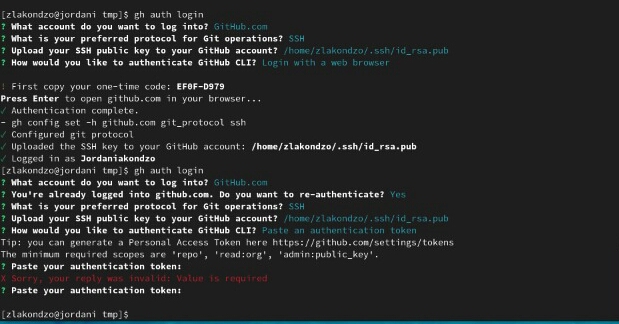 [zlakondzo@jordani tmp]$ gh auth login
? What account do you want to log into? GitHub.com
? What is your preferred protocol for Git operations? SSH
? Upload your SSH public key to your GitHub account? /home/zlakondzo/.ssh/id_rsa.pub
? How would you like to authenticate GitHub CLI? Login with a web browser
! First copy your one-time code: EF0F-D979
Press Enter to open github.com in your browser...
✓ Authentication complete.
- gh config set -h github.com git_protocol ssh
✓ Configured git protocol
✓ Uploaded the SSH key to your GitHub account: /home/zlakondzo/.ssh/id_rsa.pub
✓ Logged in as Jordaniakondzo
[zlakondzo@jordani tmp]$ gh auth login
? What account do you want to log into? GitHub.com
? You're already logged into github.com. Do you want to re-authenticate? Yes
? What is your preferred protocol for Git operations? SSH
? Upload your SSH public key to your GitHub account? /home/zlakondzo/.ssh/id_rsa.pub
? How would you like to authenticate GitHub CLI? Paste an authentication token
Tip: you can generate a Personal Access Token here https://github.com/settings/tokens
The minimum required scopes are 'repo', 'read:org', 'admin:public_key'.
? Paste your authentication token:
X Sorry, your reply was invalid: Value is required
? Paste your authentication token:
[zlakondzo@jordani tmp]$